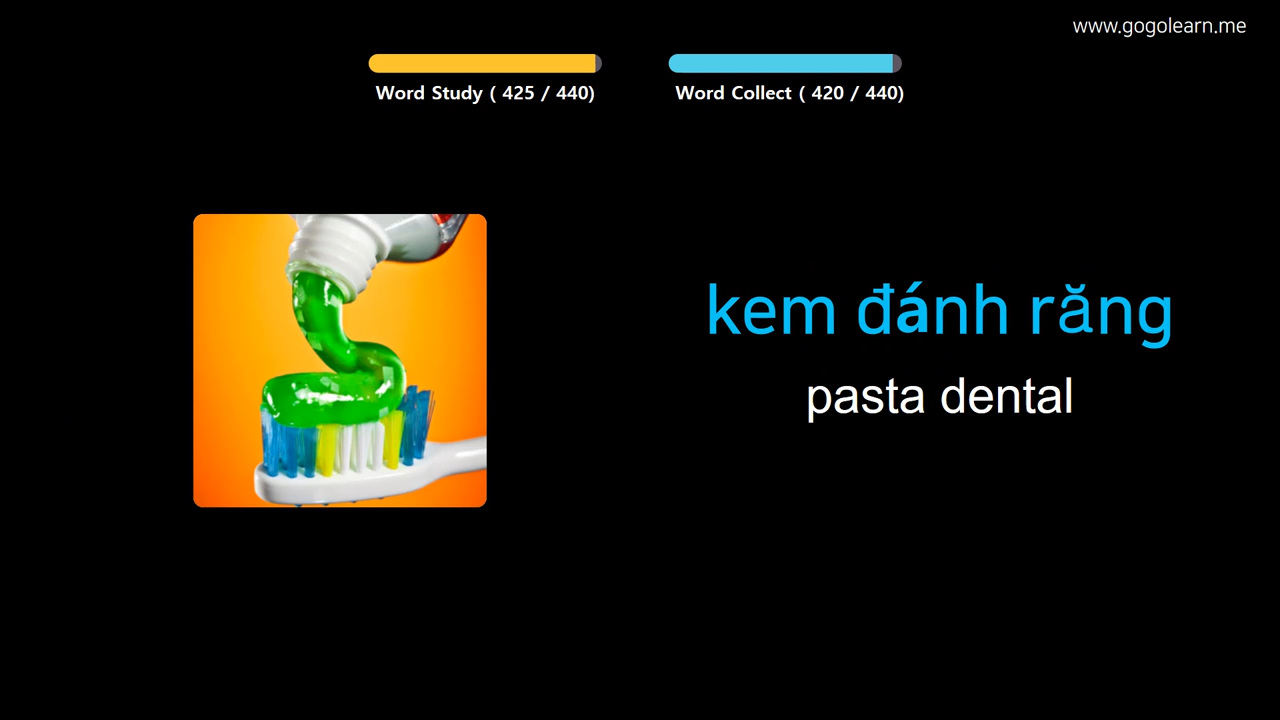 www.gogolearn.me
Word Study ( 425 / 440)
Word Collect ( 420 / 440)
kem đánh răng
pasta dental